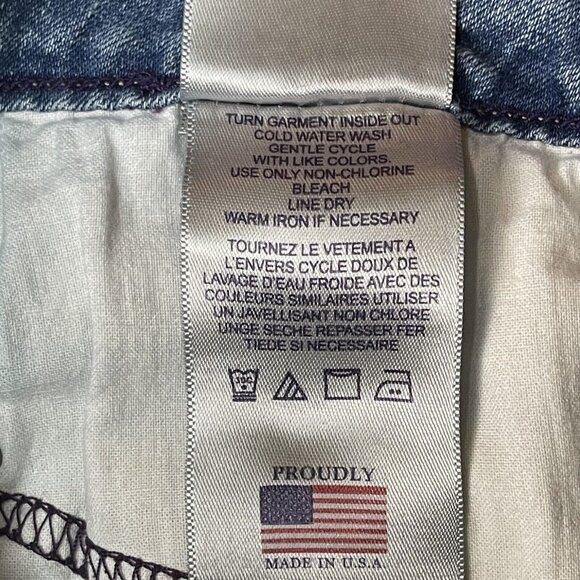 TURN GARMENT INSIDE OUT
COLD WATER WASH
GENTLE CYCLE
WITH LIKE COLORS.
USE ONLY NON-CHLORINE
BLEACH
LINE DRY
WARM IRON IF NECESSARY
TOURNEZ LE VETEMENT A
L'ENVERS CYCLE DOUX DE
LAVAGE D'EAU FROIDE AVEC DES
COULEURS SIMILAIRES UTILISER
UN JAVELLISANT NON CHLORE
UNGE SECHE REPASSER FER
TIEDE SI NECESSAIRE
PROUDLY
MADE IN U.S.A.